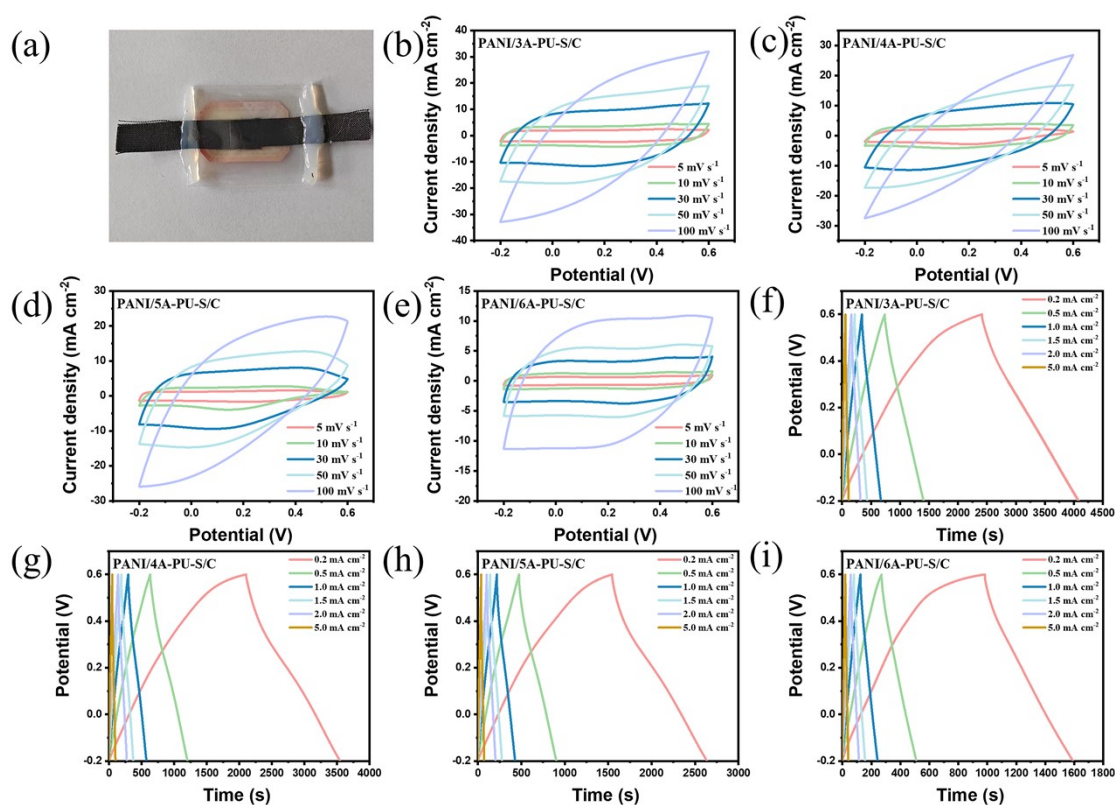 (a)
(b)
PANI/3A-PU-S/C
Current density (mA cm⁻²)
40
30
20
10
0
-10
-20
-30
-40
-0.2 0.0 0.2 0.4 0.6
Potential (V)
5 mV s⁻¹
10 mV s⁻¹
30 mV s⁻¹
50 mV s⁻¹
100 mV s⁻¹
(c)
PANI/4A-PU-S/C
Current density (mA cm⁻²)
30
20
10
0
-10
-20
-30
-0.2 0.0 0.2 0.4 0.6
Potential (V)
5 mV s⁻¹
10 mV s⁻¹
30 mV s⁻¹
50 mV s⁻¹
100 mV s⁻¹
(d)
PANI/5A-PU-S/C
Current density (mA cm⁻²)
30
20
10
0
-10
-20
-30
-0.2 0.0 0.2 0.4 0.6
Potential (V)
5 mV s⁻¹
10 mV s⁻¹
30 mV s⁻¹
50 mV s⁻¹
100 mV s⁻¹
(e)
PANI/6A-PU-S/C
Current density (mA cm⁻²)
15
10
5
0
-5
-10
-15
-20
-0.2 0.0 0.2 0.4 0.6
Potential (V)
5 mV s⁻¹
10 mV s⁻¹
30 mV s⁻¹
50 mV s⁻¹
100 mV s⁻¹
(f)
PANI/3A-PU-S/C
Potential (V)
0.6
0.4
0.2
0.0
-0.2
0 500 1000 1500 2000 2500 3000 3500 4000 4500
Time (s)
0.2 mA cm⁻²
0.5 mA cm⁻²
1.0 mA cm⁻²
1.5 mA cm⁻²
2.0 mA cm⁻²
5.0 mA cm⁻²
(g)
PANI/4A-PU-S/C
Potential (V)
0.6
0.4
0.2
0.0
-0.2
0 500 1000 1500 2000 2500 3000 3500 4000
Time (s)
0.2 mA cm⁻²
0.5 mA cm⁻²
1.0 mA cm⁻²
1.5 mA cm⁻²
2.0 mA cm⁻²
5.0 mA cm⁻²
(h)
PANI/5A-PU-S/C
Potential (V)
0.6
0.4
0.2
0.0
-0.2
0 500 1000 1500 2000 2500 3000
Time (s)
0.2 mA cm⁻²
0.5 mA cm⁻²
1.0 mA cm⁻²
1.5 mA cm⁻²
2.0 mA cm⁻²
5.0 mA cm⁻²
(i)
PANI/6A-PU-S/C
Potential (V)
0.6
0.4
0.2
0.0
-0.2
0 200 400 600 800 1000 1200 1400 1600 1800
Time (s)
0.2 mA cm⁻²
0.5 mA cm⁻²
1.0 mA cm⁻²
1.5 mA cm⁻²
2.0 mA cm⁻²
5.0 mA cm⁻²